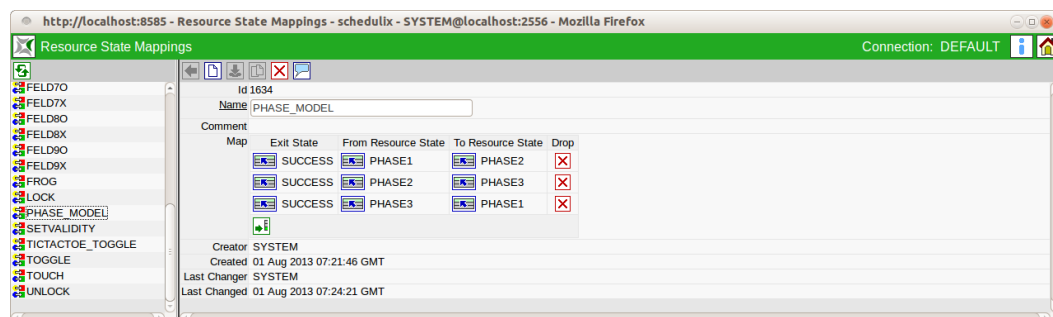 http://localhost:8585 - Resource State Mappings - schedulix - SYSTEM@localhost:2556 - Mozilla Firefox
Resource State Mappings
Connection: DEFAULT
FELD7O
FELD7X
FELD8O
FELD8X
FELD9O
FELD9X
FROG
LOCK
PHASE_MODEL
SETVALIDITY
TICTACTOE_TOGGLE
TOGGLE
TOUCH
UNLOCK
Id 1634
Name PHASE_MODEL
Comment
Map Exit State From Resource State To Resource State Drop
SUCCESS PHASE1 PHASE2
SUCCESS PHASE2 PHASE3
SUCCESS PHASE3 PHASE1
Creator SYSTEM
Created 01 Aug 2013 07:21:46 GMT
Last Changer SYSTEM
Last Changed 01 Aug 2013 07:24:21 GMT